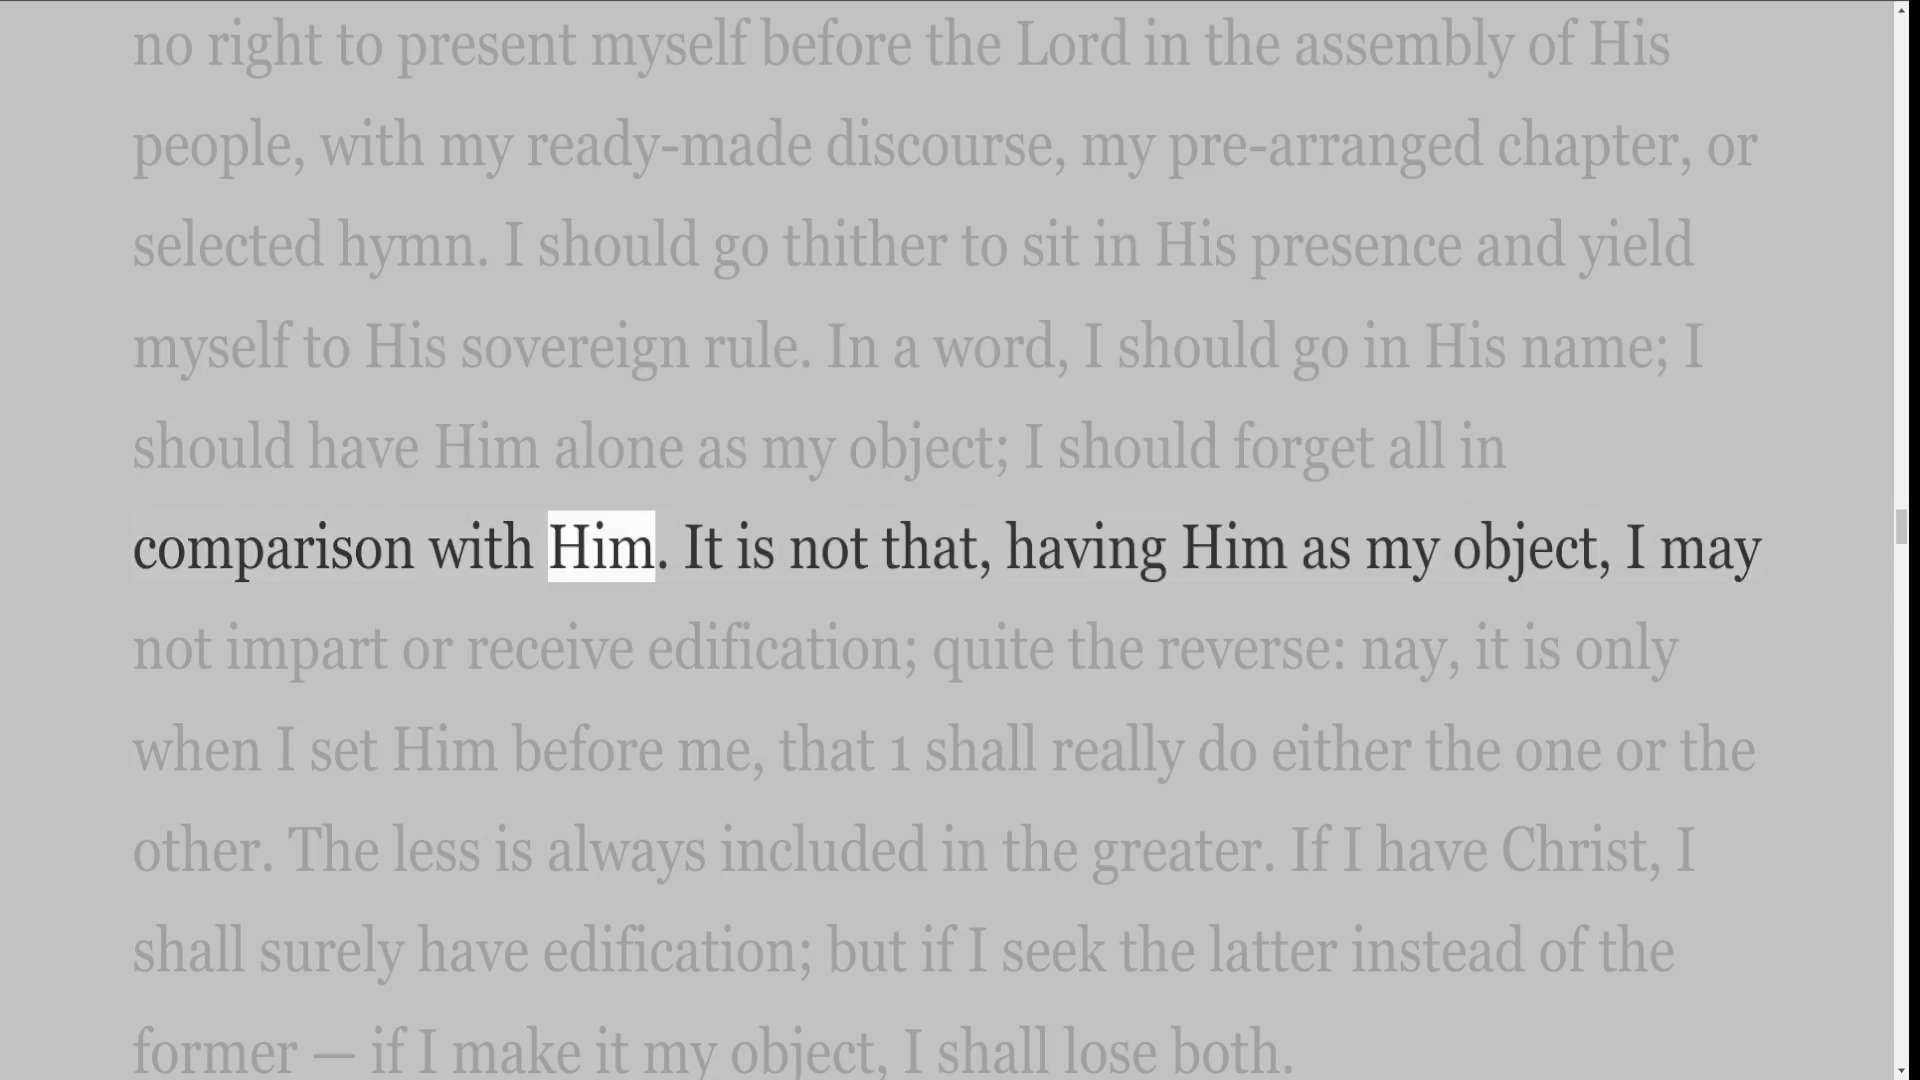 no right to present myself before the Lord in the assembly of His
people, with my ready-made discourse, my pre-arranged chapter, or
selected hymn. I should go thither to sit in His presence and yield
myself to His sovereign rule. In a word, I should go in His name; I
should have Him alone as my object; I should forget all in
comparison with Him. It is not that, having Him as my object, I may
not impart or receive edification; quite the reverse: nay, it is only
when I set Him before me, that 1 shall really do either the one or the
other. The less is always included in the greater. If I have Christ, I
shall surely have edification; but if I seek the latter instead of the
former — if I make it my object, I shall lose both.